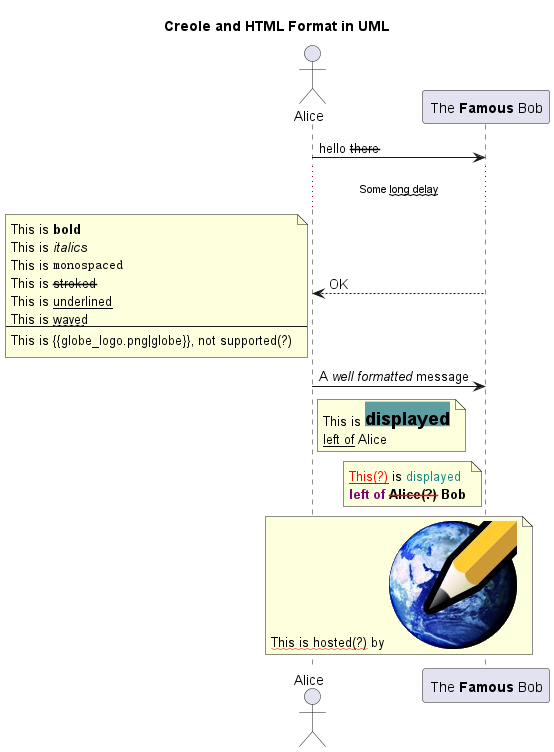 Creole and HTML Format in UML
Alice
The Famous Bob
hello there
Some long delay
This is bold
This is italics
This is monospaced
This is stroked
This is underlined
This is waved
This is {{globe_logo.png|globe}}, not supported(?)
OK
A well formatted message
This is displayed
left of Alice
This(?) is displayed
left of Alice(?) Bob
This is hosted(?) by
Alice
The Famous Bob